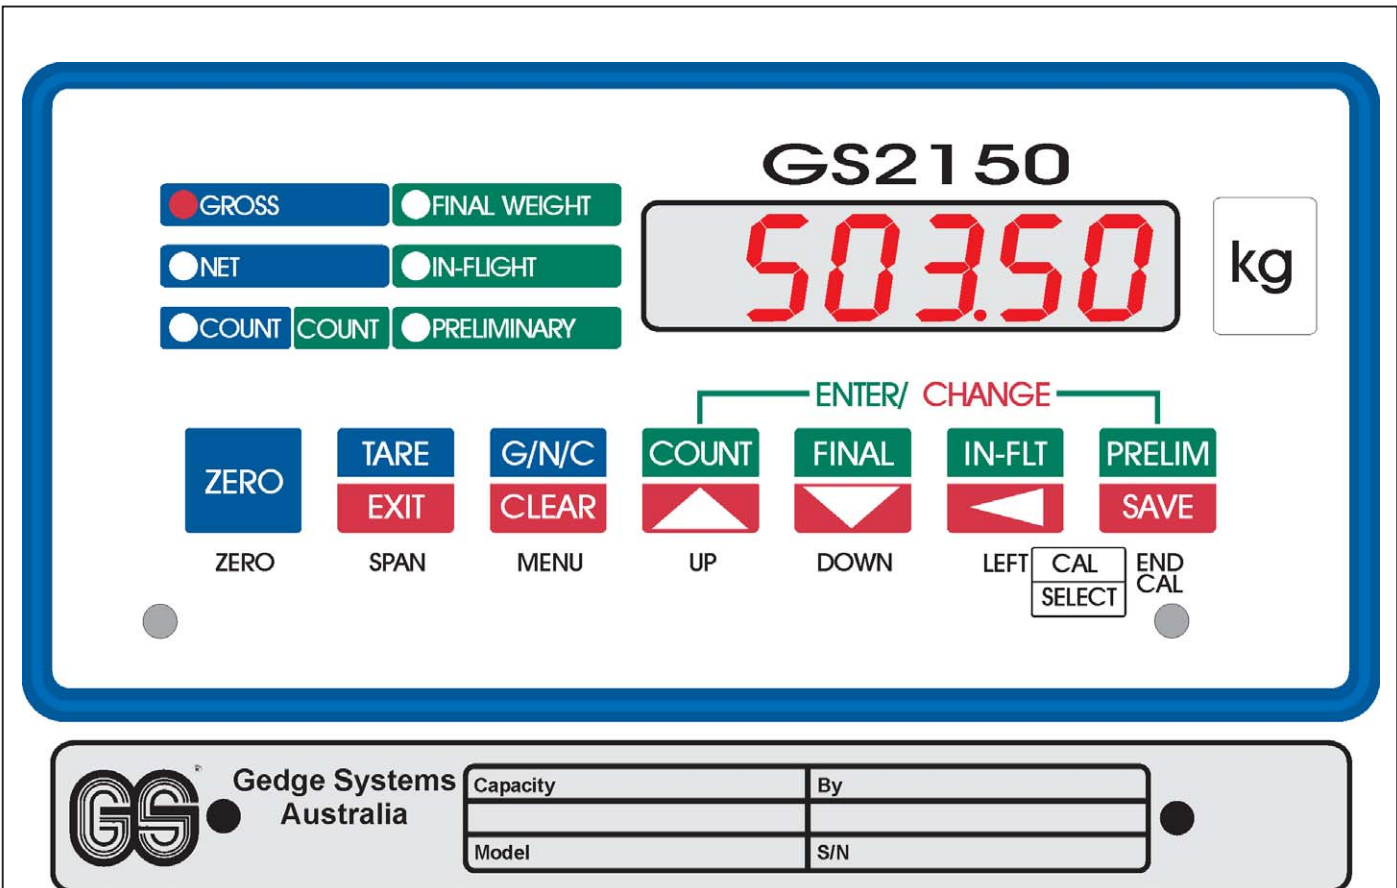 GS2150
GROSS FINAL WEIGHT
503.50 kg
NET IN-FLIGHT
COUNT COUNT PRELIMINARY
ENTER/ CHANGE
ZERO TARE G/N/C COUNT FINAL IN-FLT PRELIM
EXIT CLEAR SAVE
ZERO SPAN MENU UP DOWN LEFT CAL END CAL
SELECT
GS ®
Gedge Systems
Australia
Capacity By
Model S/N